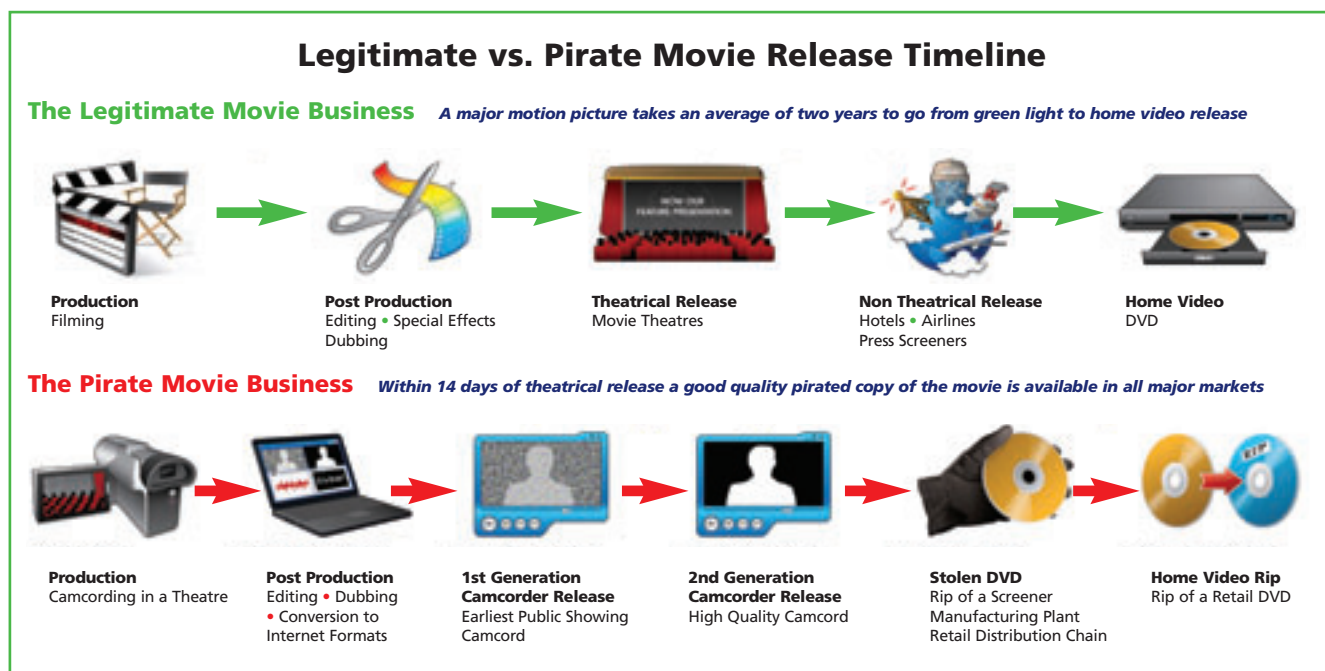 Legitimate vs. Pirate Movie Release Timeline
The Legitimate Movie Business A major motion picture takes an average of two years to go from green light to home video release
NOW OUR
FEATURE PRESENTATION
Production
Filming
Post Production
Editing • Special Effects
Dubbing
Theatrical Release
Movie Theatres
Non Theatrical Release
Hotels • Airlines
Press Screeners
Home Video
DVD
The Pirate Movie Business Within 14 days of theatrical release a good quality pirated copy of the movie is available in all major markets
RIP
Production
Camcording in a Theatre
Post Production
Editing • Dubbing
• Conversion to
Internet Formats
1st Generation
Camcorder Release
Earliest Public Showing
Camcord
2nd Generation
Camcorder Release
High Quality Camcord
Stolen DVD
Rip of a Screener
Manufacturing Plant
Retail Distribution Chain
Home Video Rip
Rip of a Retail DVD